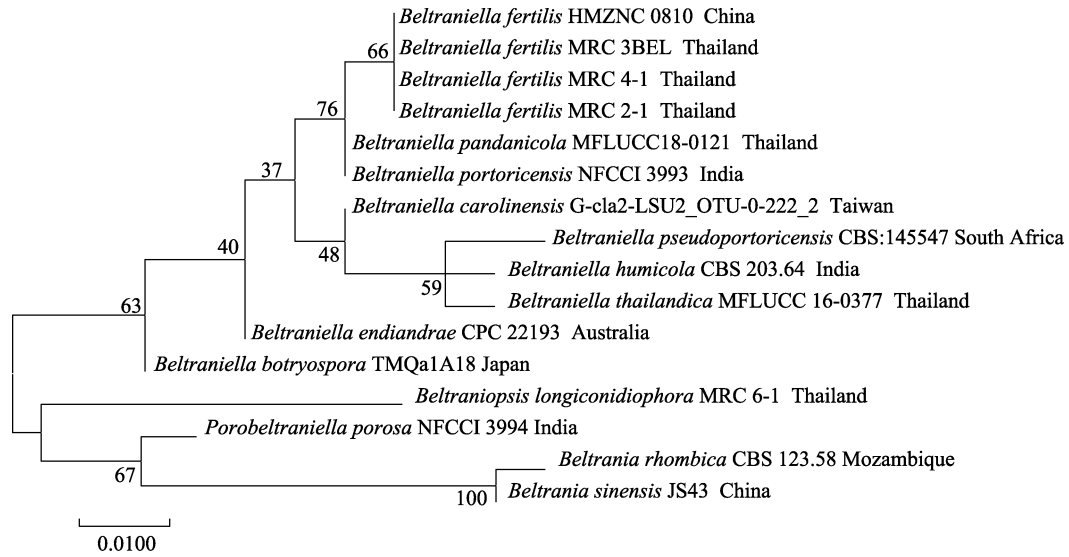 Beltraniella fertilis HMZNC 0810 China
Beltraniella fertilis MRC 3BEL Thailand
66
Beltraniella fertilis MRC 4-1 Thailand
Beltraniella fertilis MRC 2-1 Thailand
76
Beltraniella pandanicola MFLUCC18-0121 Thailand
37
Beltraniella portoricensis NFCCI 3993 India
Beltraniella carolinensis G-cla2-LSU2_OTU-0-222_2 Taiwan
Beltraniella pseudoportoricensis CBS:145547 South Africa
40
48
Beltraniella humicola CBS 203.64 India
59
Beltraniella thailandica MFLUCC 16-0377 Thailand
63
Beltraniella endiandrae CPC 22193 Australia
Beltraniella botryospora TMQa1A18 Japan
Beltraniopsis longiconidiophora MRC 6-1 Thailand
Porobeltraniella porosa NFCCI 3994 India
Beltrania rhombica CBS 123.58 Mozambique
67
Beltrania sinensis JS43 China
100
0.0100